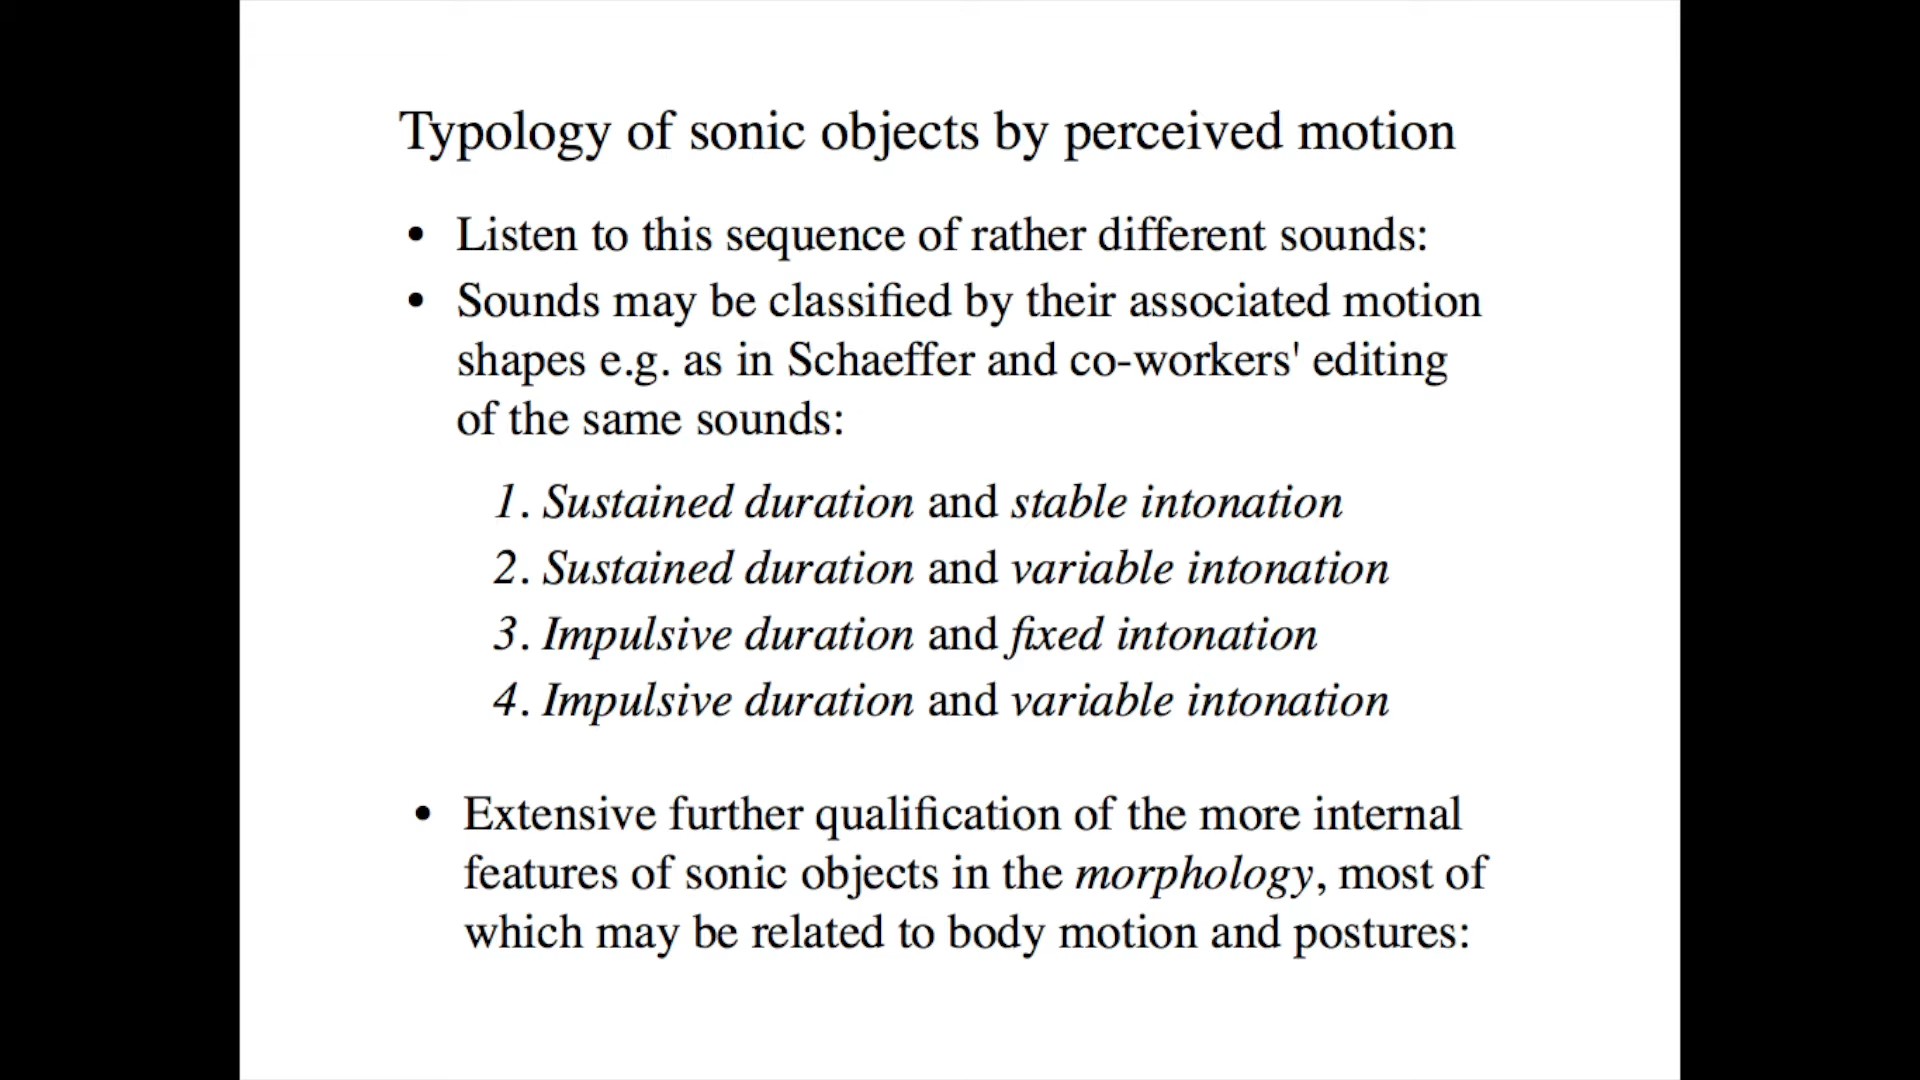 Typology of sonic objects by perceived motion
• Listen to this sequence of rather different sounds:
• Sounds may be classified by their associated motion
shapes e.g. as in Schaeffer and co-workers' editing
of the same sounds:
1. Sustained duration and stable intonation
2. Sustained duration and variable intonation
3. Impulsive duration and fixed intonation
4. Impulsive duration and variable intonation
• Extensive further qualification of the more internal
features of sonic objects in the morphology, most of
which may be related to body motion and postures: